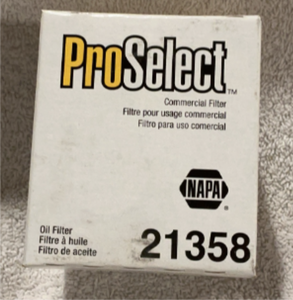 ProSelect™
Commercial Filter
Filtre pour usage commercial
Filtro para uso comercial
NAPA®
Oil Filter
Filtre à huile
Filtro de aceite
21358